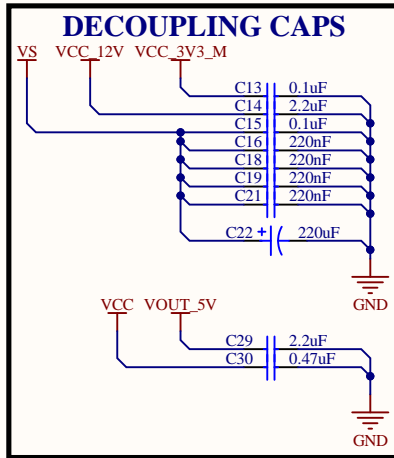 DECOUPLING CAPS
VS VCC_12V VCC_3V3_M
C13 0.1uF
C14 2.2uF
C15 0.1uF
C16 220nF
C18 220nF
C19 220nF
C21 220nF
C22 + 220uF
GND
VCC VOUT_5V
C29 2.2uF
C30 0.47uF
GND